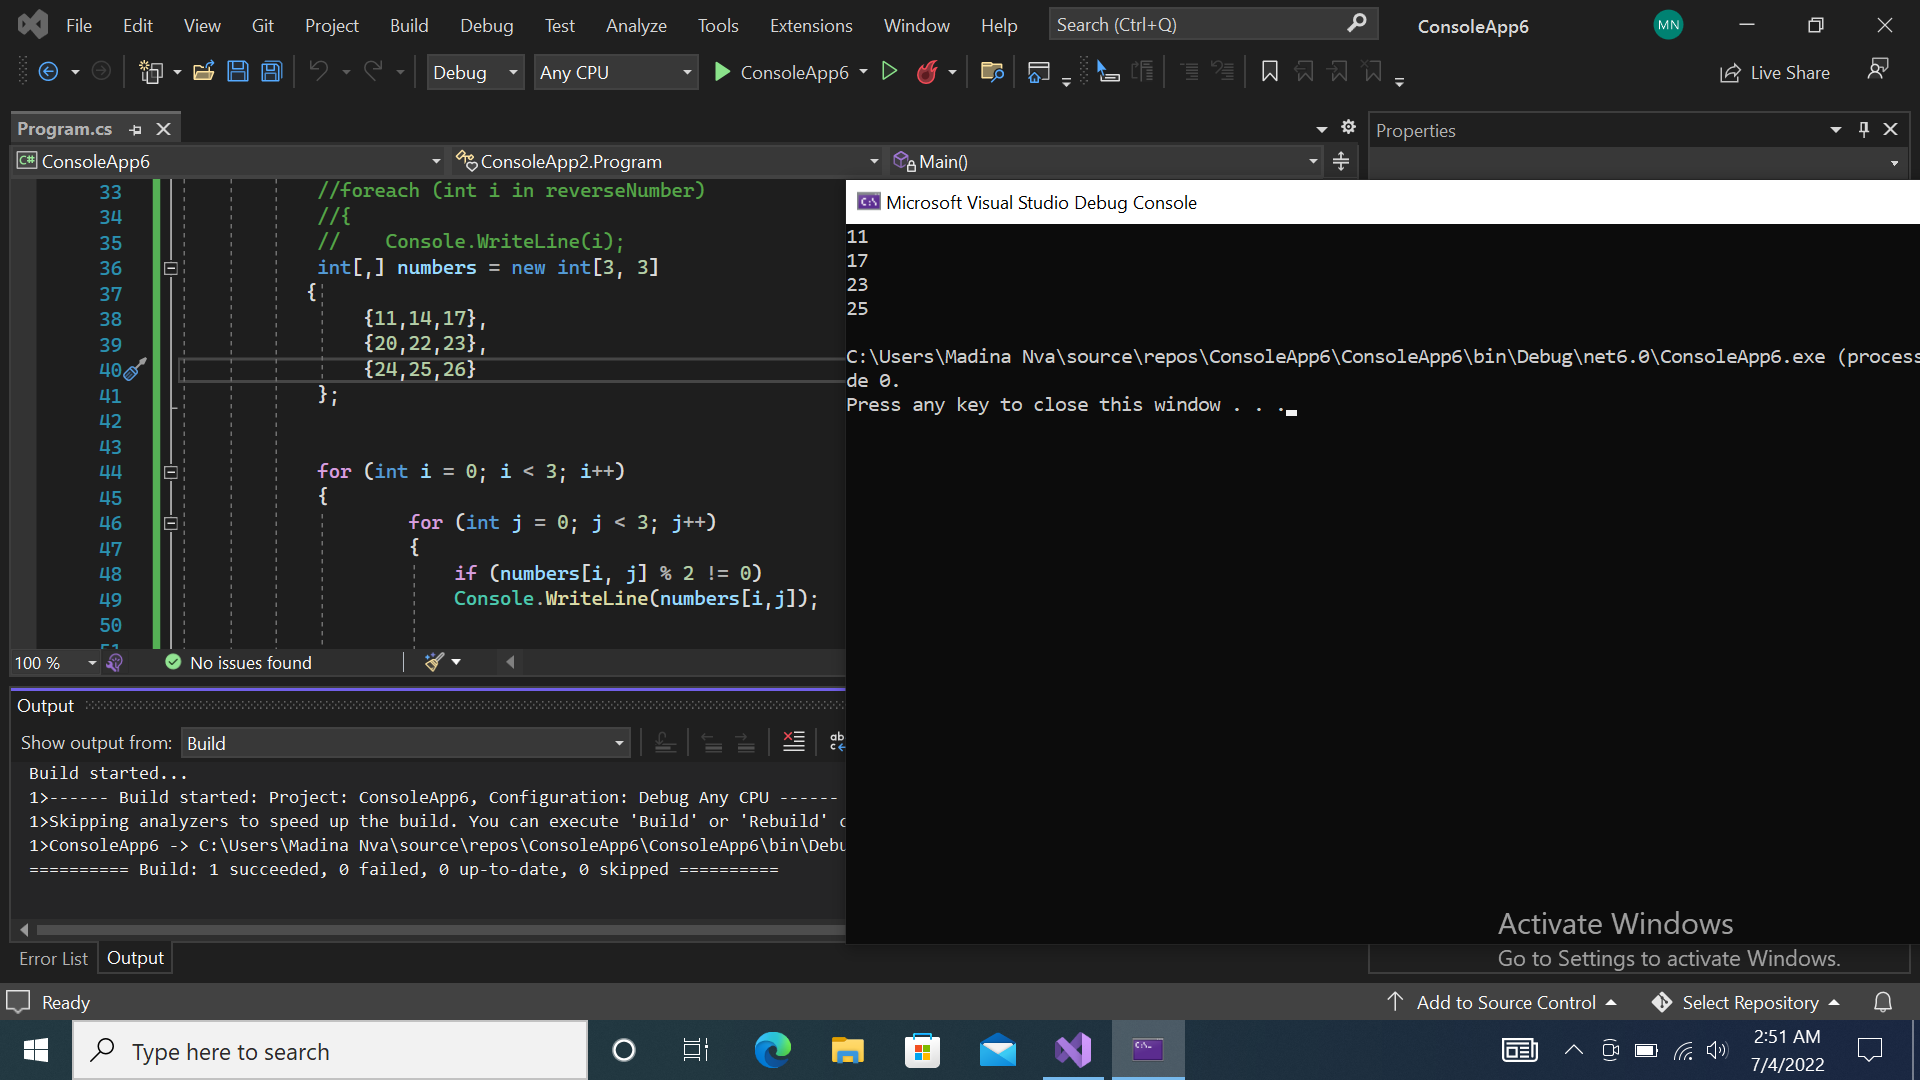 File Edit View Git Project Build Debug Test Analyze Tools Extensions Window Help Search (Ctrl+Q) ConsoleApp6 MN
Debug Any CPU ConsoleApp6 Live Share
Program.cs
Properties
C# ConsoleApp6 ConsoleApp2.Program Main()
33 //foreach (int i in reverseNumber)
34 //{
35 //    Console.WriteLine(i);
36 int[,] numbers = new int[3, 3]
37 {
38 {11,14,17},
39 {20,22,23},
40 {24,25,26}
41 };
42
43
44 for (int i = 0; i < 3; i++)
45 {
46 for (int j = 0; j < 3; j++)
47 {
48 if (numbers[i, j] % 2 != 0)
49 Console.WriteLine(numbers[i,j]);
50
51
100 % No issues found
Microsoft Visual Studio Debug Console
11
17
23
25
C:\Users\Madina Nva\source\repos\ConsoleApp6\ConsoleApp6\bin\Debug\net6.0\ConsoleApp6.exe (process
de 0.
Press any key to close this window . . .
Output
Show output from: Build
Build started...
1>------ Build started: Project: ConsoleApp6, Configuration: Debug Any CPU ------
1>Skipping analyzers to speed up the build. You can execute 'Build' or 'Rebuild' c
1>ConsoleApp6 -> C:\Users\Madina Nva\source\repos\ConsoleApp6\ConsoleApp6\bin\Debu
========== Build: 1 succeeded, 0 failed, 0 up-to-date, 0 skipped ==========
Error List Output
Activate Windows
Go to Settings to activate Windows.
Ready Add to Source Control Select Repository
Type here to search
2:51 AM
7/4/2022